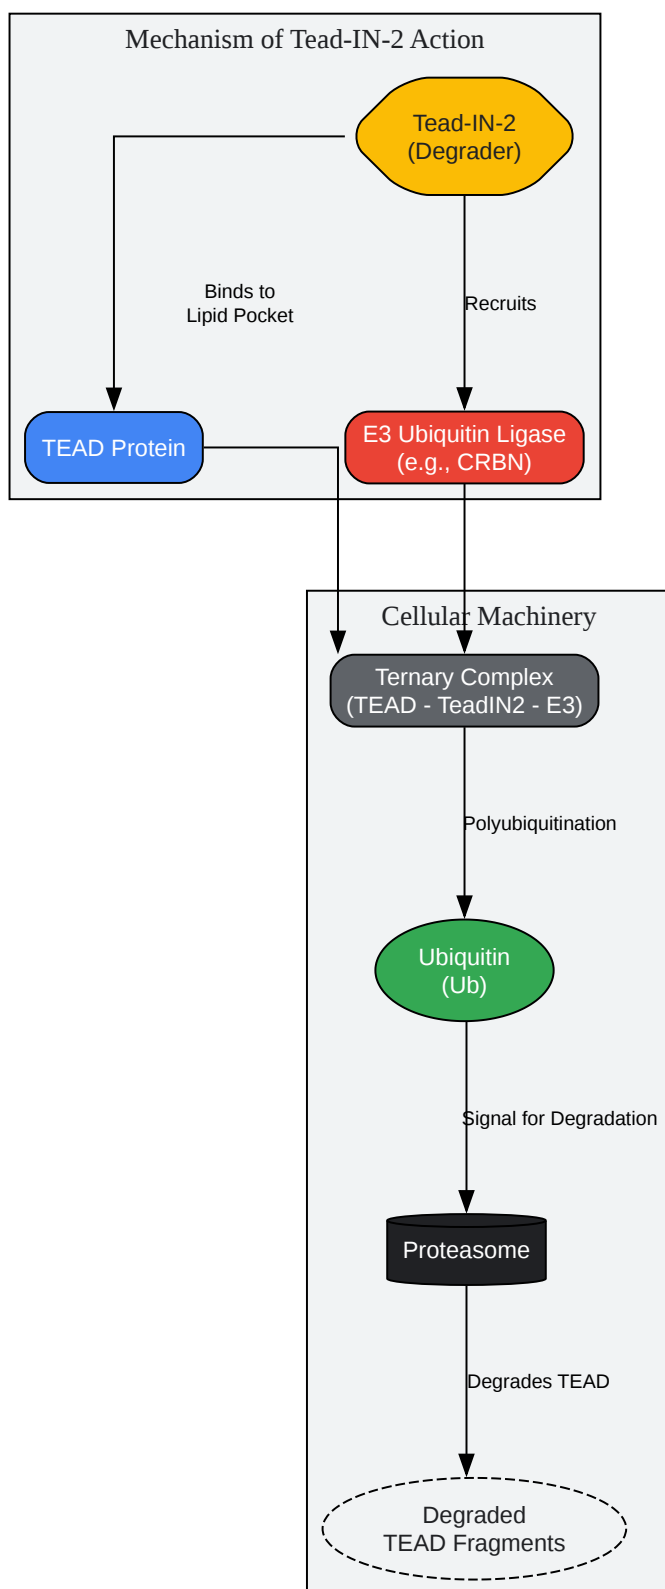 Mechanism of Tead-IN-2 Action
Tead-IN-2
(Degrader)
Binds to
Lipid Pocket
Recruits
TEAD Protein
E3 Ubiquitin Ligase
(e.g., CRBN)
Cellular Machinery
Ternary Complex
(TEAD - TeadIN2 - E3)
Polyubiquitination
Ubiquitin
(Ub)
Signal for Degradation
Proteasome
Degrades TEAD
Degraded
TEAD Fragments